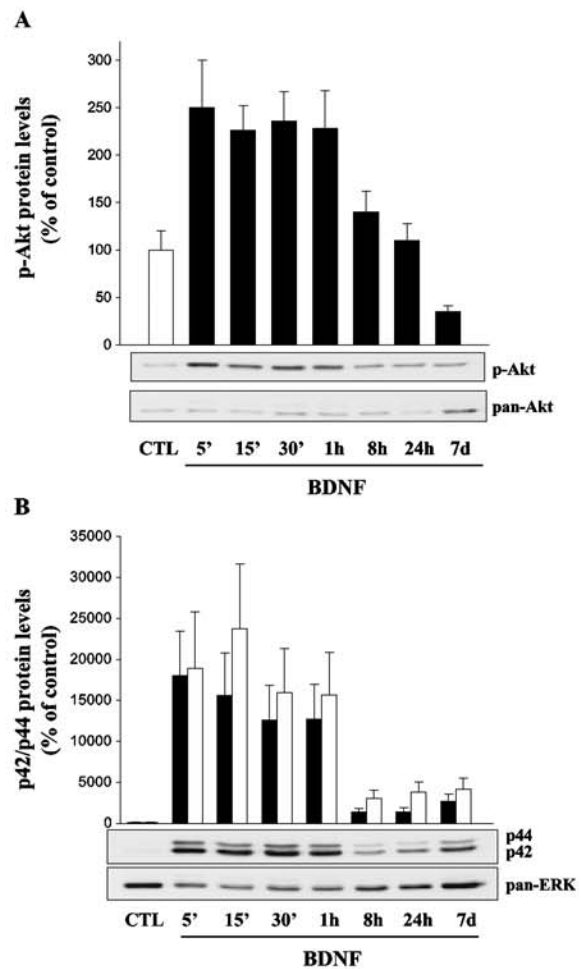 A
p-Akt protein levels
(% of control)
300
250
200
150
100
50
0
p-Akt
pan-Akt
CTL 5’ 15’ 30’ 1h 8h 24h 7d
BDNF
B
p42/p44 protein levels
(% of control)
35000
30000
25000
20000
15000
10000
5000
0
p44
p42
pan-ERK
CTL 5’ 15’ 30’ 1h 8h 24h 7d
BDNF